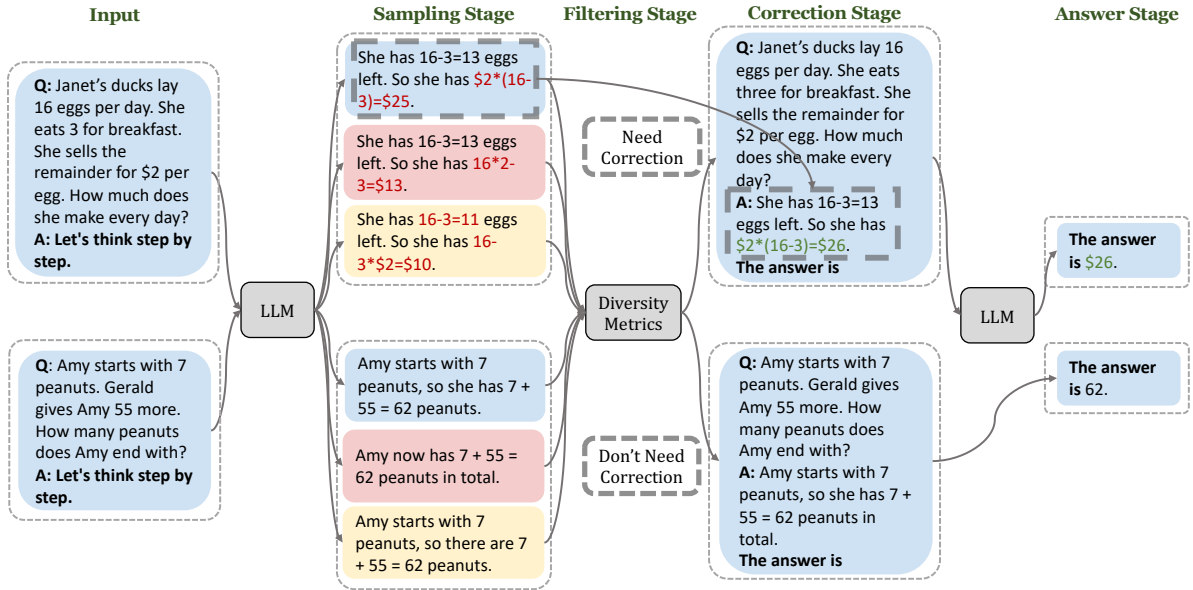 Input
Sampling Stage
Filtering Stage
Correction Stage
Answer Stage
Q: Janet’s ducks lay
16 eggs per day. She
eats 3 for breakfast.
She sells the
remainder for $2 per
egg. How much does
she make every day?
A: Let's think step by
step.
Q: Amy starts with 7
peanuts. Gerald
gives Amy 55 more.
How many peanuts
does Amy end with?
A: Let's think step by
step.
LLM
She has 16-3=13 eggs
left. So she has $2*(16-
3)=$25.
She has 16-3=13 eggs
left. So she has 16*2-
3=$13.
She has 16-3=11 eggs
left. So she has 16-
3*$2=$10.
Amy starts with 7
peanuts, so she has 7 +
55 = 62 peanuts.
Amy now has 7 + 55 =
62 peanuts in total.
Amy starts with 7
peanuts, so there are 7
+ 55 = 62 peanuts.
Need
Correction
Diversity
Metrics
Don’t Need
Correction
Q: Janet’s ducks lay 16
eggs per day. She eats
three for breakfast. She
sells the remainder for
$2 per egg. How much
does she make every
day?
A: She has 16-3=13
eggs left. So she has
$2*(16-3)=$26.
The answer is
Q: Amy starts with 7
peanuts. Gerald gives
Amy 55 more. How
many peanuts does
Amy end with?
A: Amy starts with 7
peanuts, so she has 7 +
55 = 62 peanuts in
total.
The answer is
LLM
The answer
is $26.
The answer
is 62.